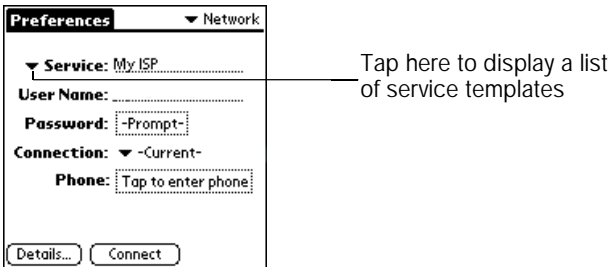 Preferences ▼ Network
▼ Service: My ISP
User Name:
Password: -Prompt-
Connection: ▼ -Current-
Phone: Tap to enter phone
Details... Connect
Tap here to display a list
of service templates